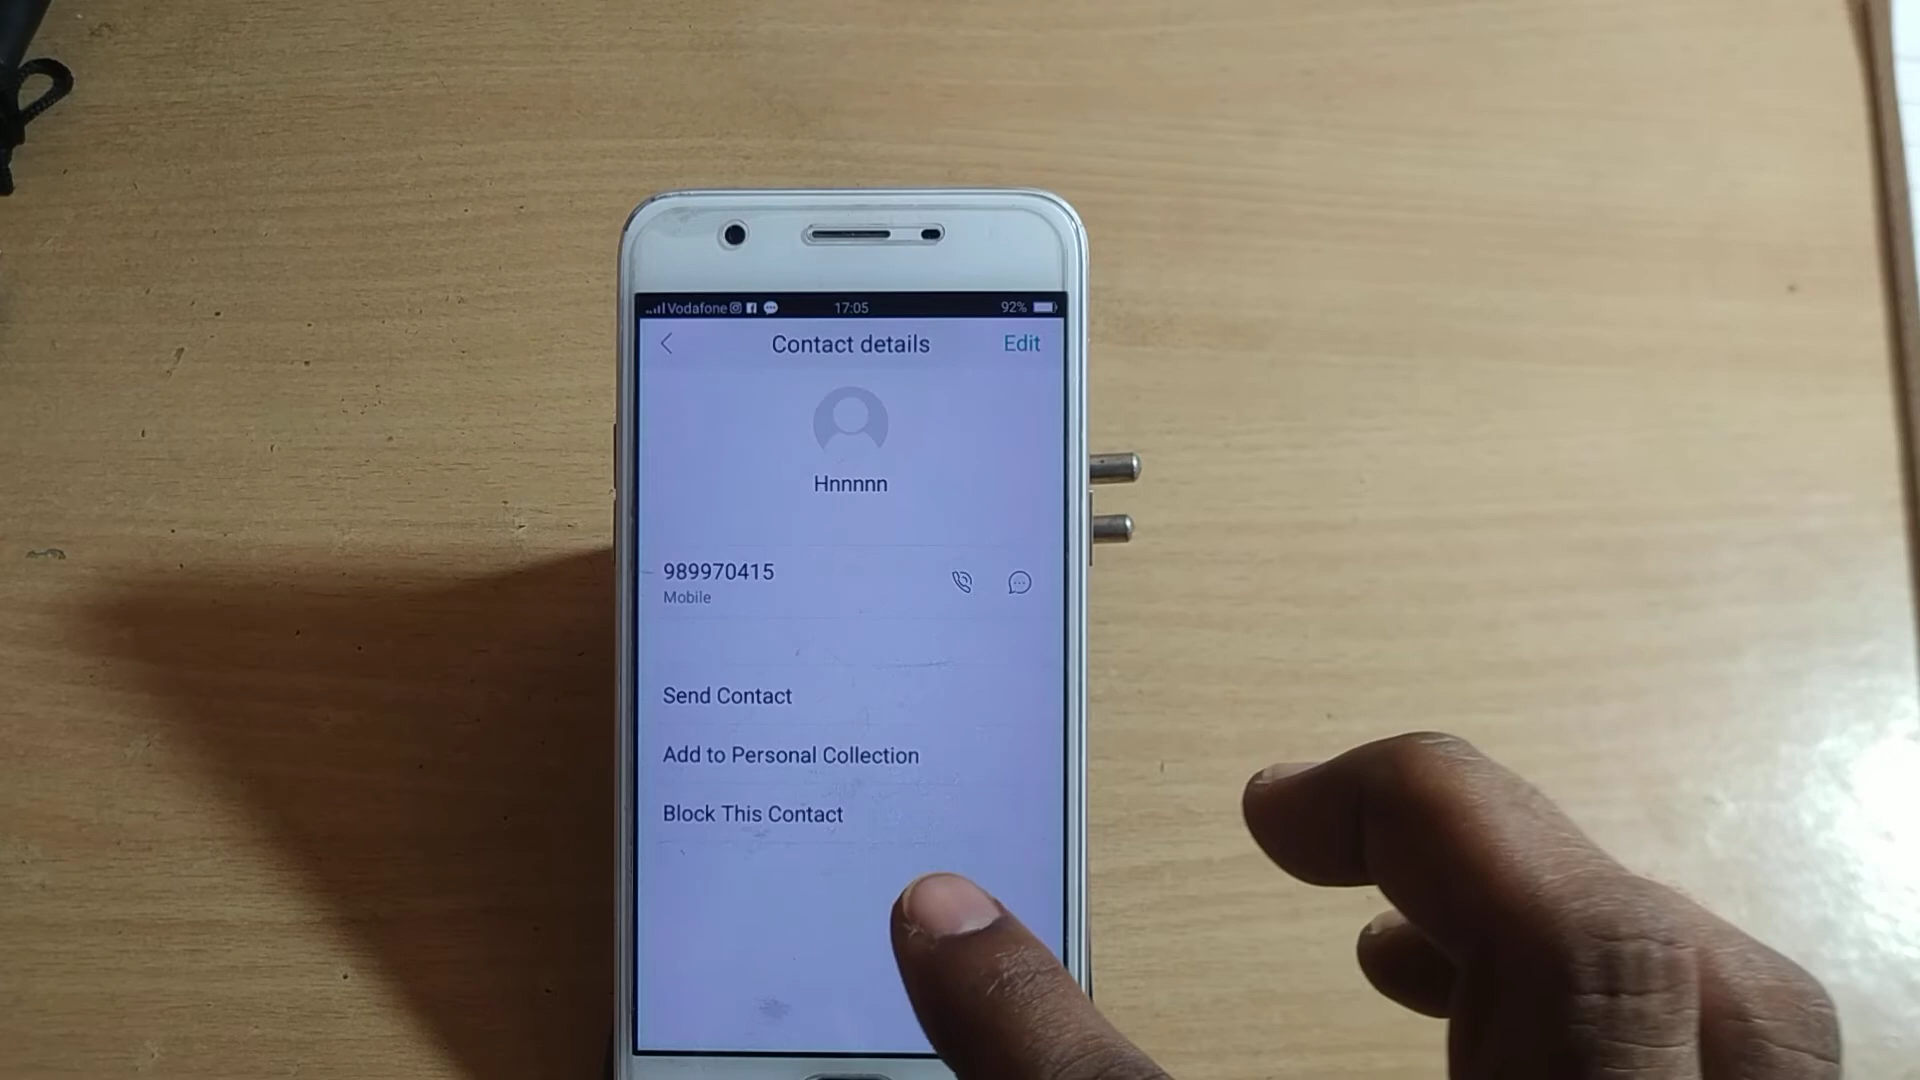 Vodafone 17:05 92%
Contact details Edit
Hnnnnn
989970415
Mobile
Send Contact
Add to Personal Collection
Block This Contact